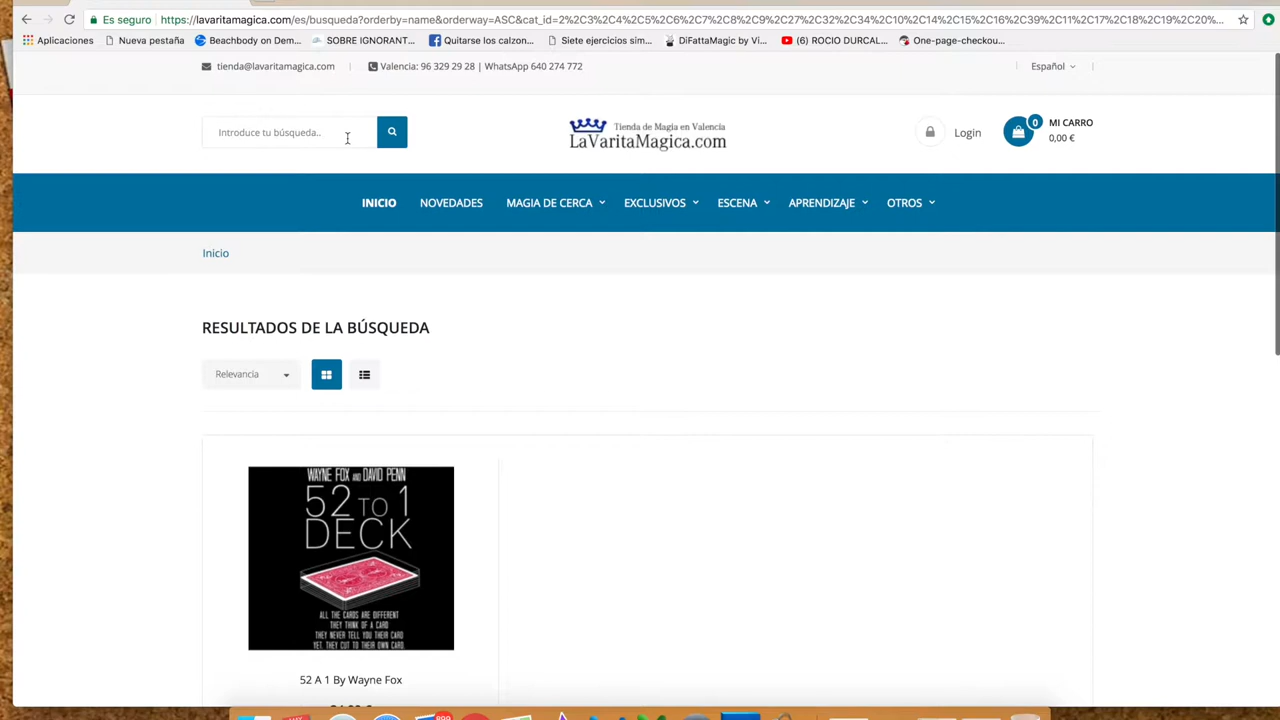 Es seguro https://lavaritamagica.com/es/busqueda?orderby=name&orderway=ASC&cat_id=2%2C3%2C4%2C5%2C6%2C7%2C8%2C9%2C27%2C32%2C34%2C10%2C14%2C15%2C16%2C39%2C11%2C17%2C18%2C19%2C20%...
Aplicaciones Nueva pestaña Beachbody on Dem... SOBRE IGNORANT... Quitarse los calzon... Siete ejercicios sim... DiFattaMagic by Vi... (6) ROCIO DURCAL... One-page-checkou...
tienda@lavaritamagica.com Valencia: 96 329 29 28 | WhatsApp 640 274 772 Español
Introduce tu búsqueda..
Tienda de Magia en Valencia
LaVaritaMagica.com
Login
0
MI CARRO
0,00 €
INICIO NOVEDADES MAGIA DE CERCA EXCLUSIVOS ESCENA APRENDIZAJE OTROS
Inicio
RESULTADOS DE LA BÚSQUEDA
Relevancia
WAYNE FOX AND DAVID PENN
52 TO 1
DECK
ALL THE CARDS ARE DIFFERENT
THEY THINK OF A CARD
THEY NEVER TELL YOU THEIR CARD
YET, THEY CUT TO THEIR OWN CARD
52 A 1 By Wayne Fox
899